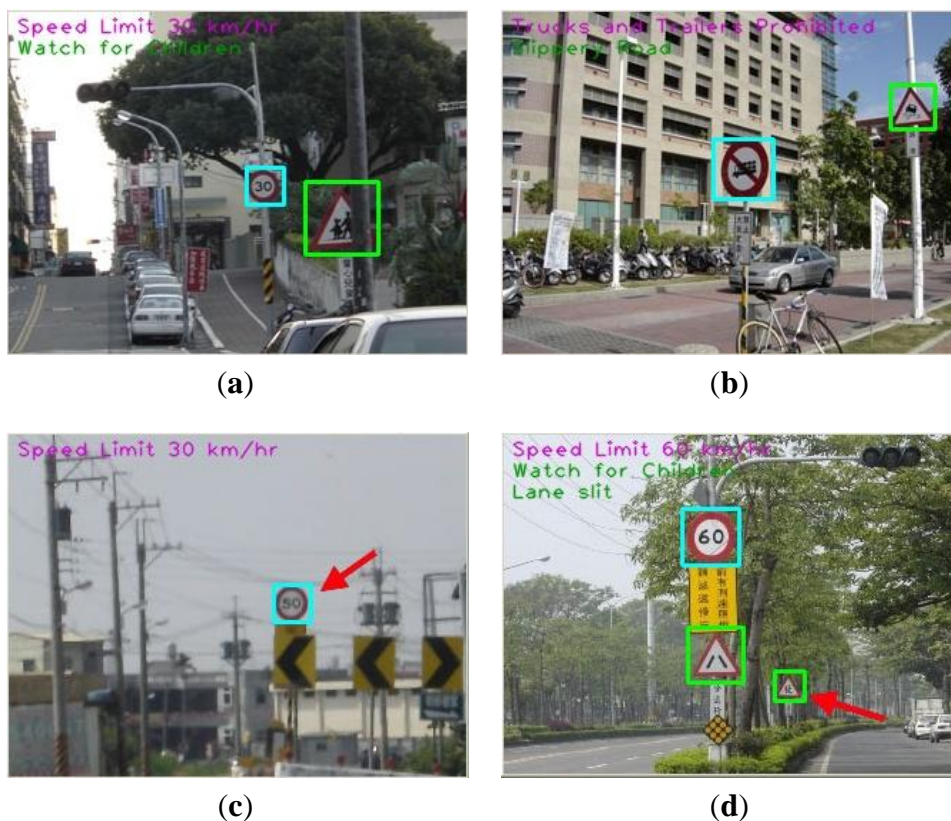 Speed Limit 30 km/hr
Watch for Children
30
(a)
Trucks and Trailers Prohibited
Slippery Road
(b)
Speed Limit 30 km/hr
50
(c)
Speed Limit 60 km/hr
Watch for Children
Lane slit
60
(d)